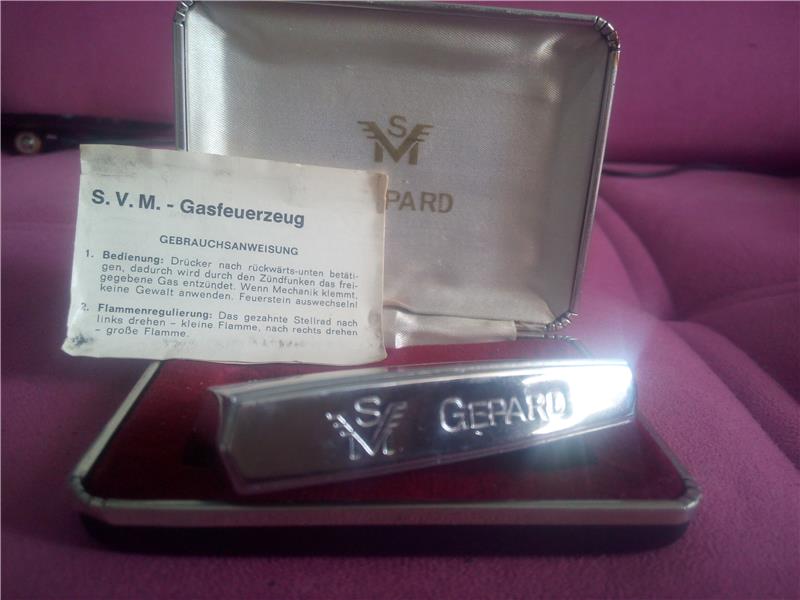 SVM
PARD
S. V. M. - Gasfeuerzeug
GEBRAUCHSANWEISUNG
1. Bedienung: Drücker nach rückwärts-unten betäti-
gen, dadurch wird durch den Zündfunken das frei-
gegebene Gas entzündet. Wenn Mechanik klemmt,
keine Gewalt anwenden. Feuerstein auswechseln!
2. Flammenregulierung: Das gezahnte Stellrad nach
links drehen – kleine Flamme, nach rechts drehen
– große Flamme.
SVM GEPARD